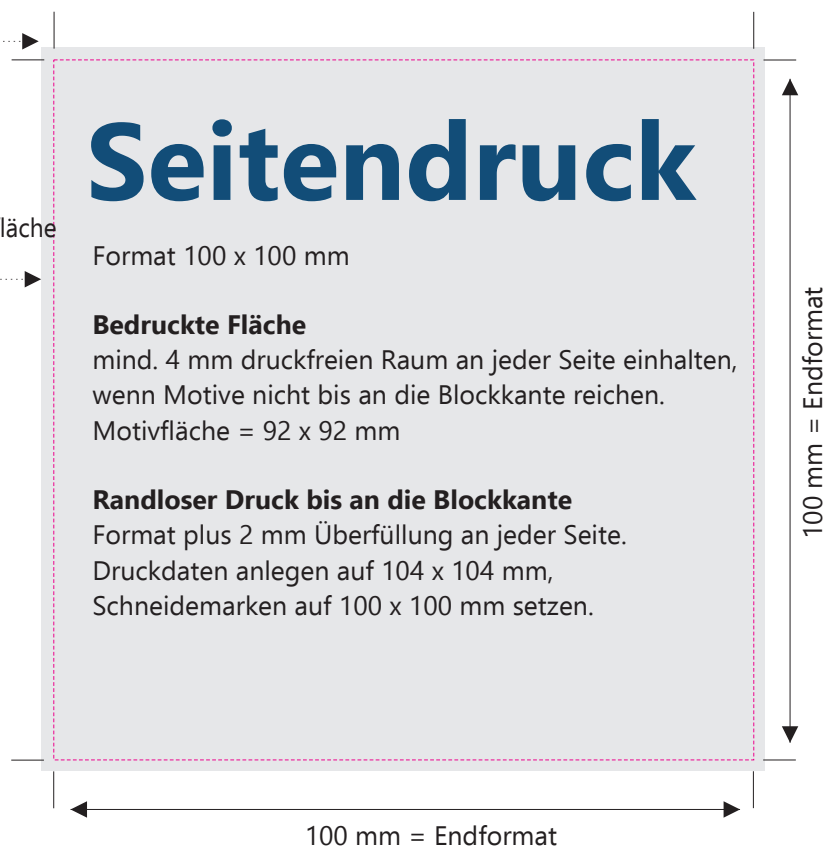 Seitendruck
läche
Format 100 x 100 mm
Bedruckte Fläche
mind. 4 mm druckfreien Raum an jeder Seite einhalten,
wenn Motive nicht bis an die Blockkante reichen.
Motivfläche = 92 x 92 mm
Randloser Druck bis an die Blockkante
Format plus 2 mm Überfüllung an jeder Seite.
Druckdaten anlegen auf 104 x 104 mm,
Schneidemarken auf 100 x 100 mm setzen.
100 mm = Endformat
100 mm = Endformat